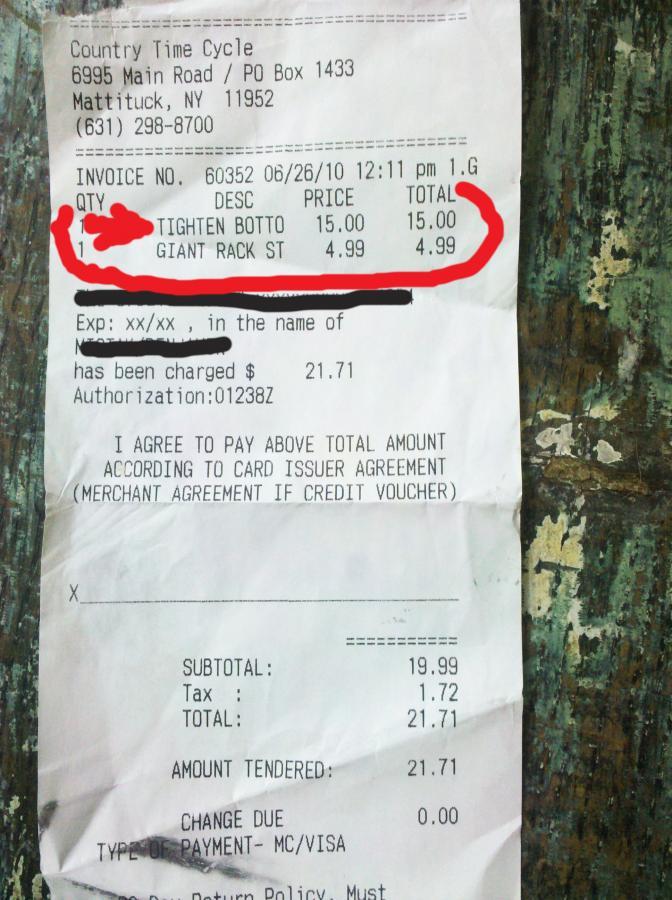 ====================================
Country Time Cycle
6995 Main Road / PO Box 1433
Mattituck, NY 11952
(631) 298-8700
====================================
INVOICE NO. 60352 06/26/10 12:11 pm 1.G
QTY DESC PRICE TOTAL
1 TIGHTEN BOTTO 15.00 15.00
1 GIANT RACK ST 4.99 4.99
Exp: xx/xx , in the name of
has been charged $ 21.71
Authorization:01238Z
I AGREE TO PAY ABOVE TOTAL AMOUNT
ACCORDING TO CARD ISSUER AGREEMENT
(MERCHANT AGREEMENT IF CREDIT VOUCHER)
X
===========
SUBTOTAL: 19.99
Tax : 1.72
TOTAL: 21.71
AMOUNT TENDERED: 21.71
CHANGE DUE 0.00
TYPE OF PAYMENT- MC/VISA
Day Return Policy, Must